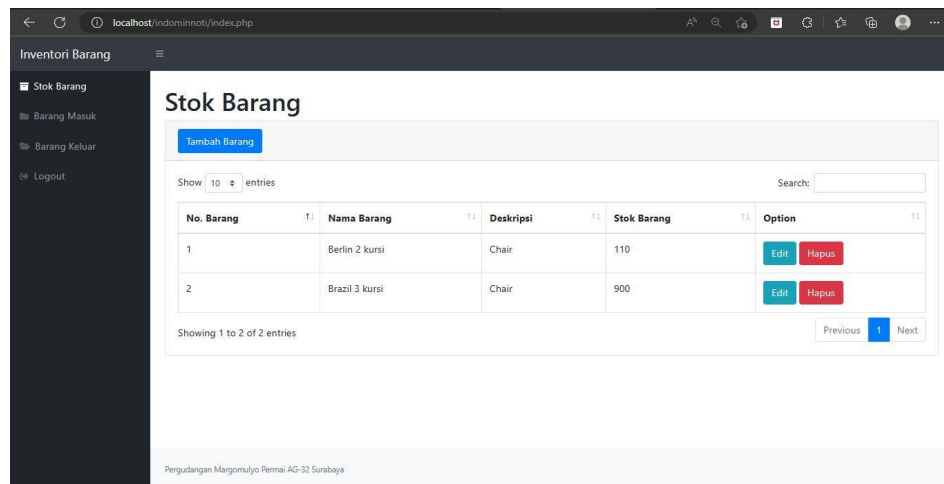 localhost/indominnoti/index.php
Inventori Barang
Stok Barang
Barang Masuk
Barang Keluar
Logout
Stok Barang
Tambah Barang
Show 10 entries
Search:
No. Barang Nama Barang Deskripsi Stok Barang Option
1 Berlin 2 kursi Chair 110 Edit Hapus
2 Brazil 3 kursi Chair 900 Edit Hapus
Showing 1 to 2 of 2 entries
Previous 1 Next
Pergudangan Margomulyo Permai AG-32 Surabaya